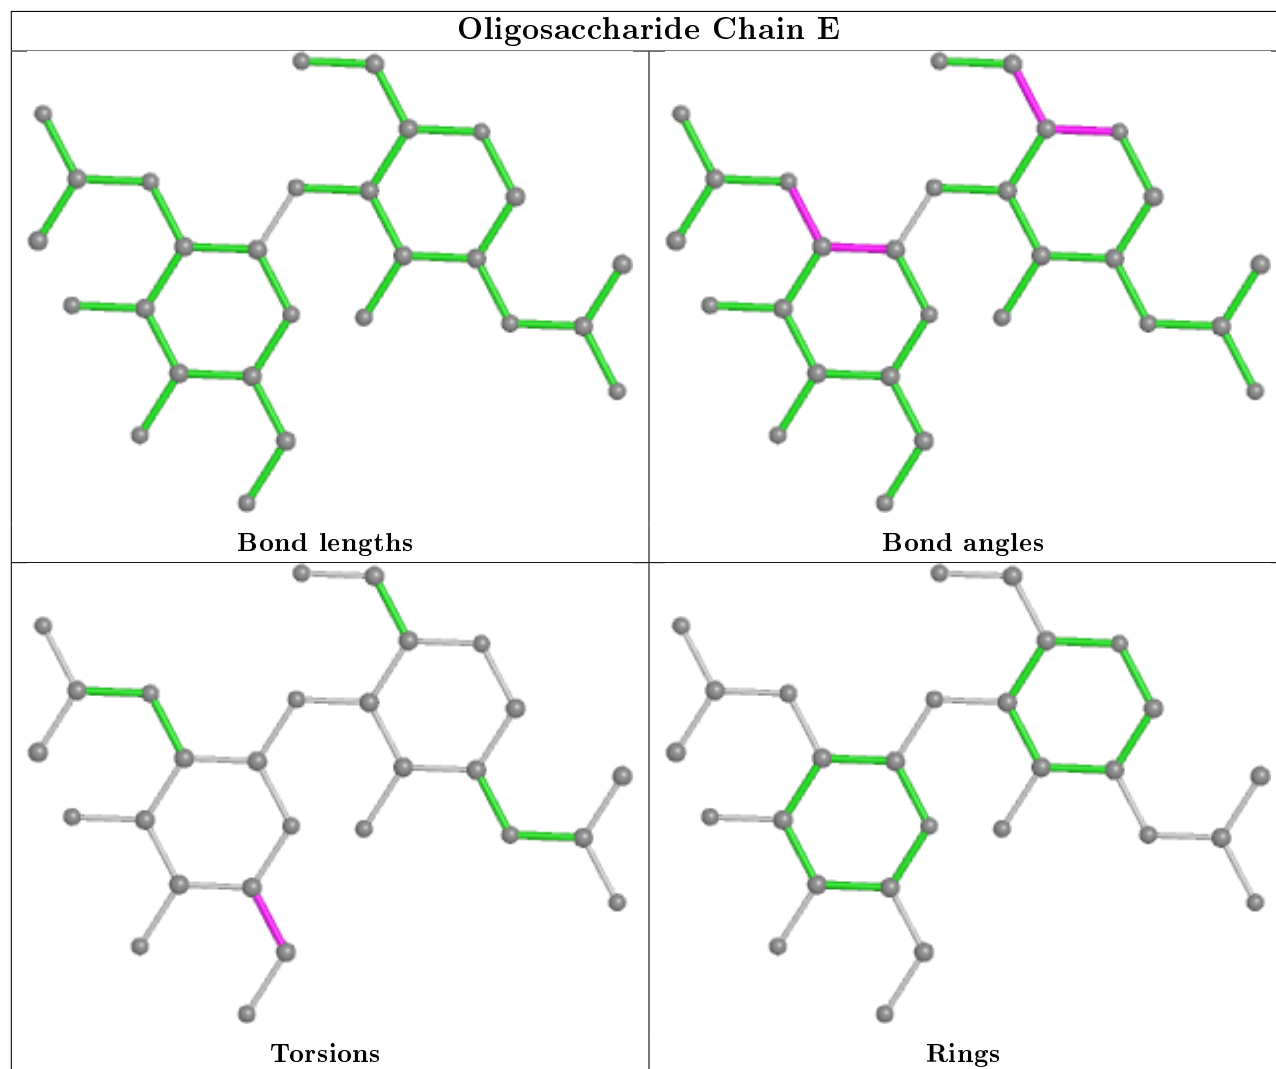 Oligosaccharide Chain E
Bond lengths
Bond angles
Torsions
Rings